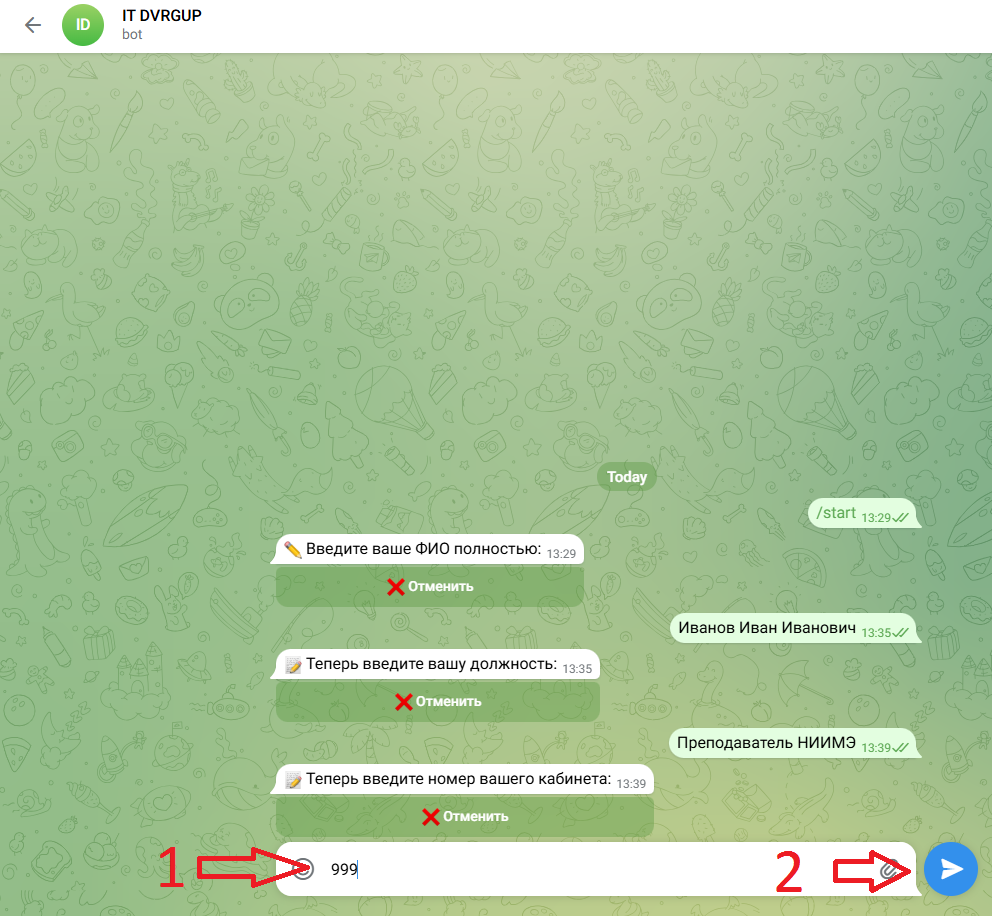 ID
IT DVRGUP
bot
Today
/start 13:29
✏️ Введите ваше ФИО полностью: 13:29
❌ Отменить
Иванов Иван Иванович 13:35
📝 Теперь введите вашу должность: 13:35
❌ Отменить
Преподаватель НИИМЭ 13:39
📝 Теперь введите номер вашего кабинета: 13:39
❌ Отменить
1 999 2